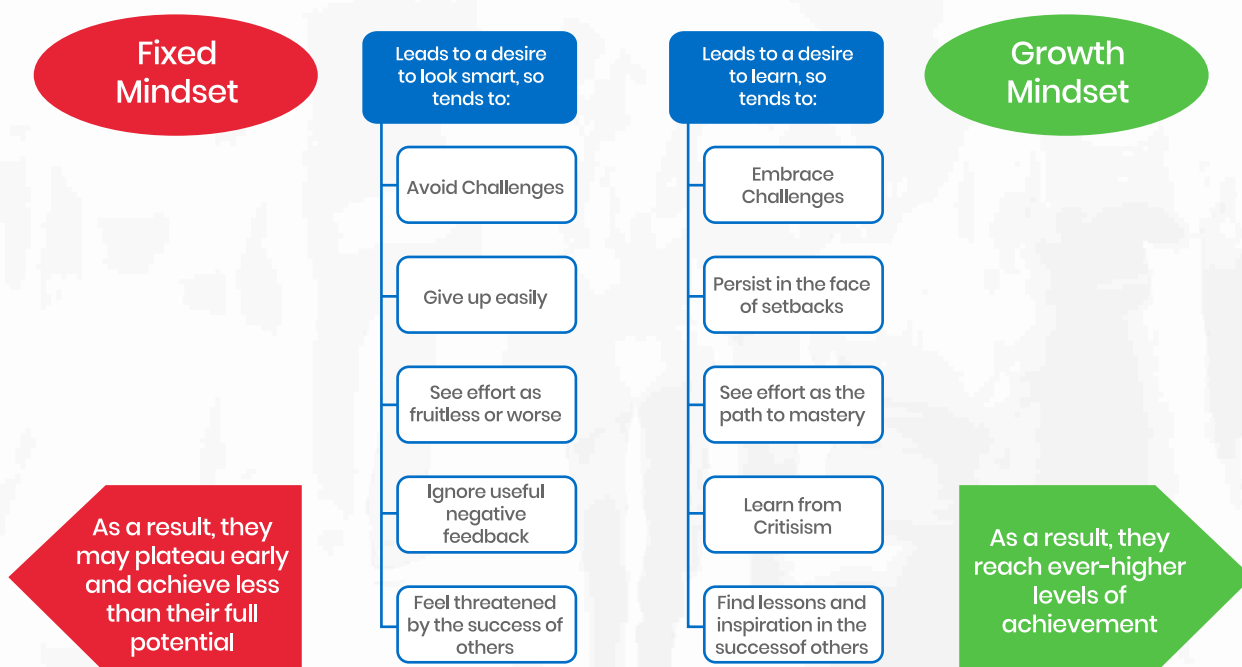 Fixed
Mindset
Leads to a desire
to look smart, so
tends to:
Avoid Challenges
Give up easily
See effort as
fruitless or worse
Ignore useful
negative
feedback
Feel threatened
by the success of
others
As a result, they
may plateau early
and achieve less
than their full
potential
Leads to a desire
to learn, so
tends to:
Embrace
Challenges
Persist in the face
of setbacks
See effort as the
path to mastery
Learn from
Critisism
Find lessons and
inspiration in the
successof others
Growth
Mindset
As a result, they
reach ever-higher
levels of
achievement